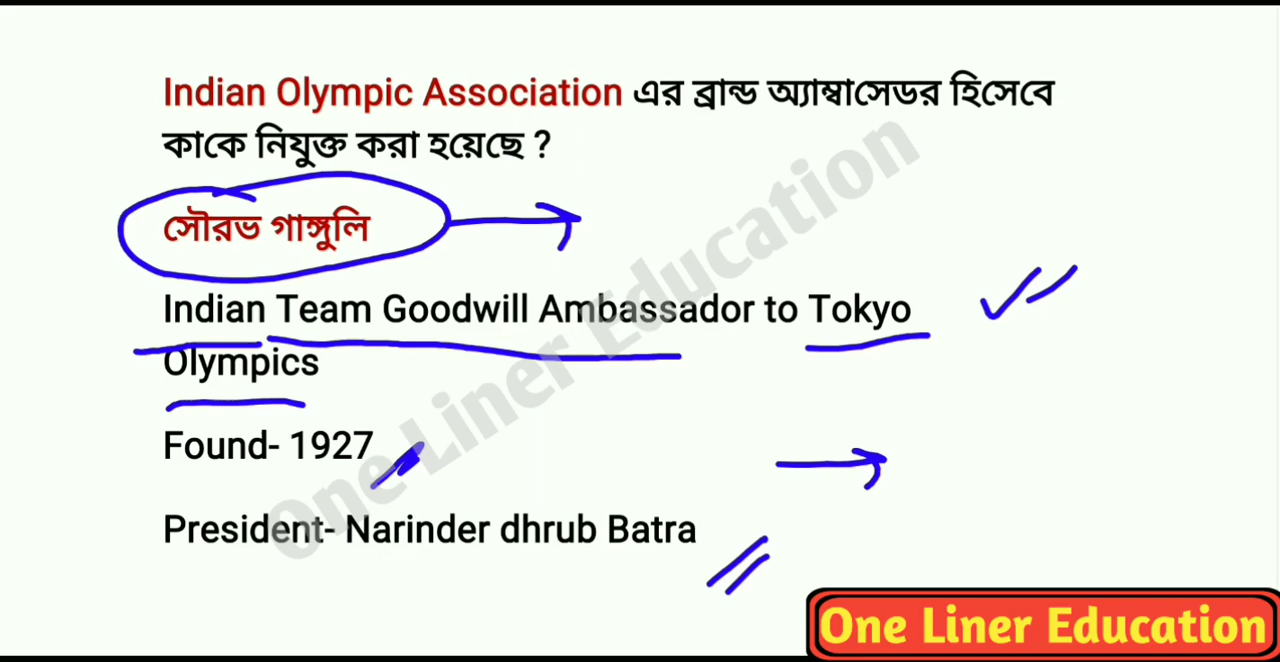 Indian Olympic Association এর ব্রান্ড অ্যাম্বাসেডর হিসেবে
কাকে নিযুক্ত করা হয়েছে ?
সৌরভ গাঙ্গুলি
Indian Team Goodwill Ambassador to Tokyo
Olympics
Found- 1927
President- Narinder dhrub Batra
One Liner Education
One Liner Education